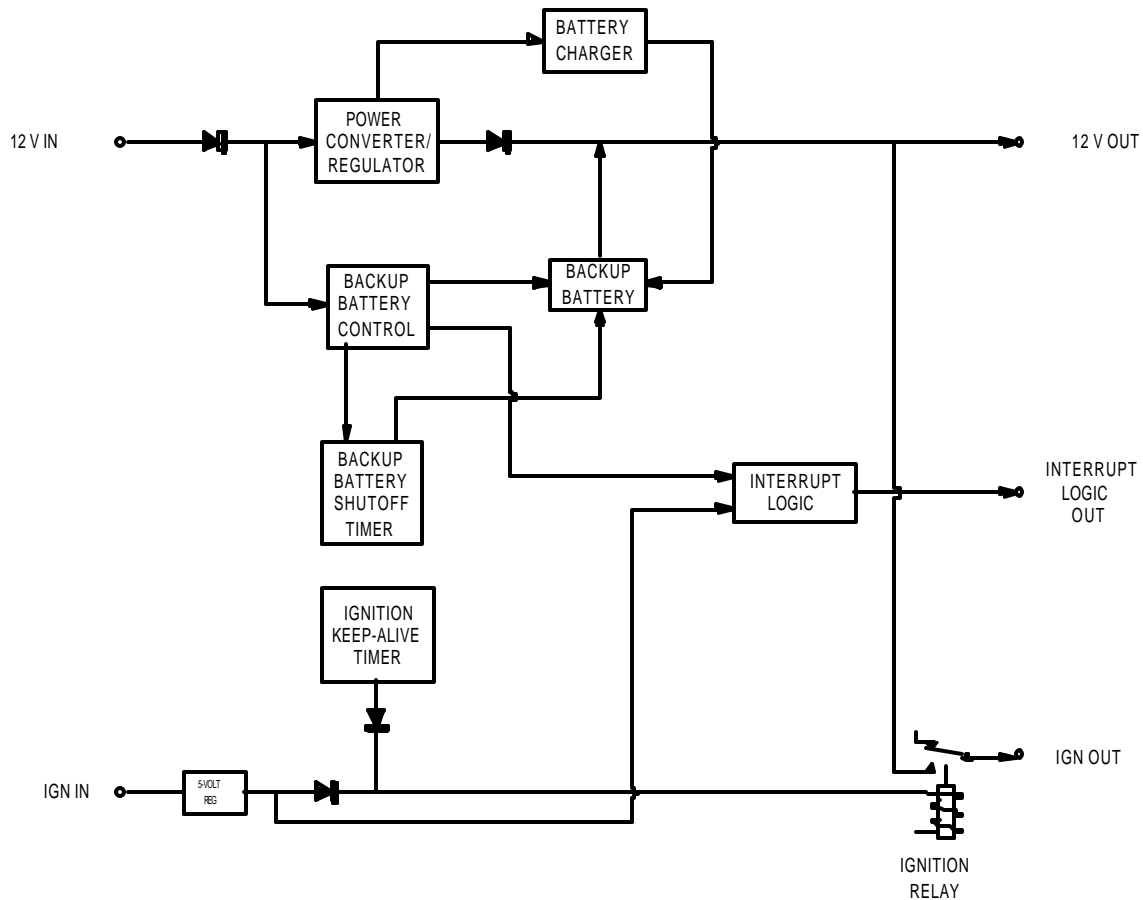 BATTERY
CHARGER
POWER
CONVERTER/
REGULATOR
12 V IN
12 V OUT
BACKUP
BATTERY
CONTROL
BACKUP
BATTERY
BACKUP
BATTERY
SHUTOFF
TIMER
INTERRUPT
LOGIC
INTERRUPT
LOGIC
OUT
IGNITION
KEEP-ALIVE
TIMER
IGN IN
5-VOLT
REG
IGN OUT
IGNITION
RELAY